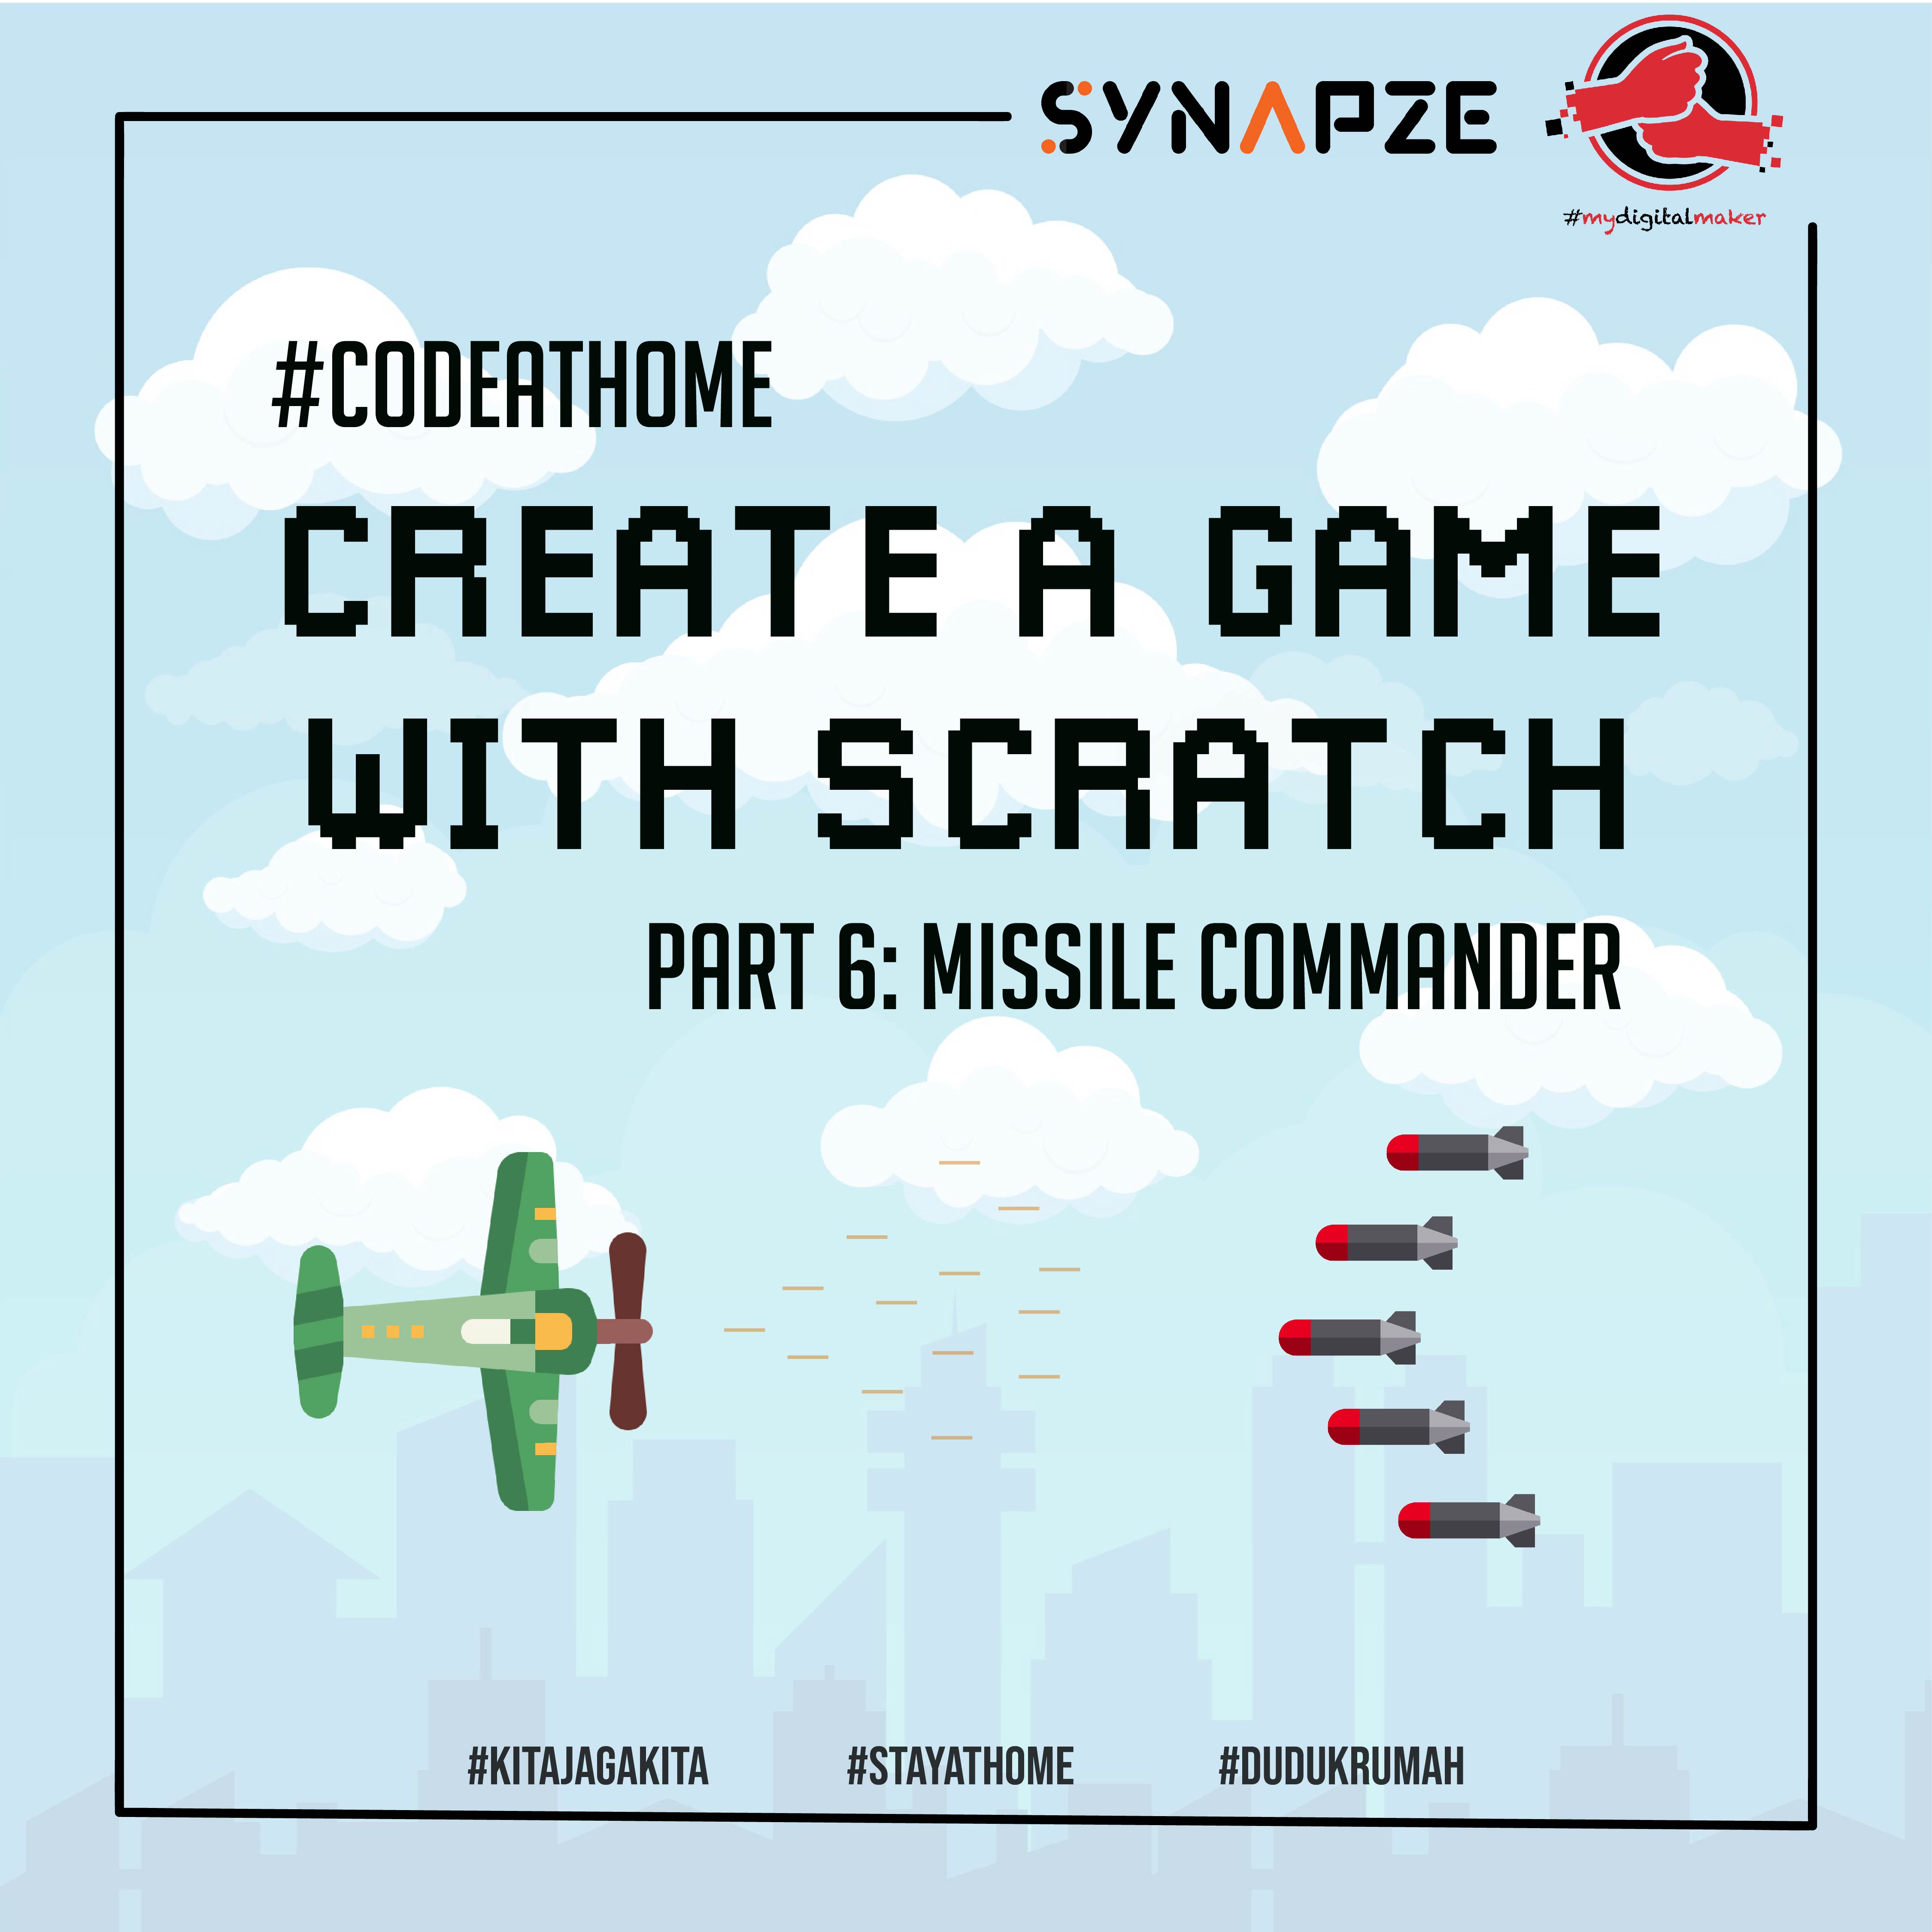 SYNAPZE
#mydigitalmaker
#CODEATHOME
CREATE A GAME
WITH SCRATCH
PART 6: MISSILE COMMANDER
#KITAJAGAKITA #STAYATHOME #DUDUKRUMAH